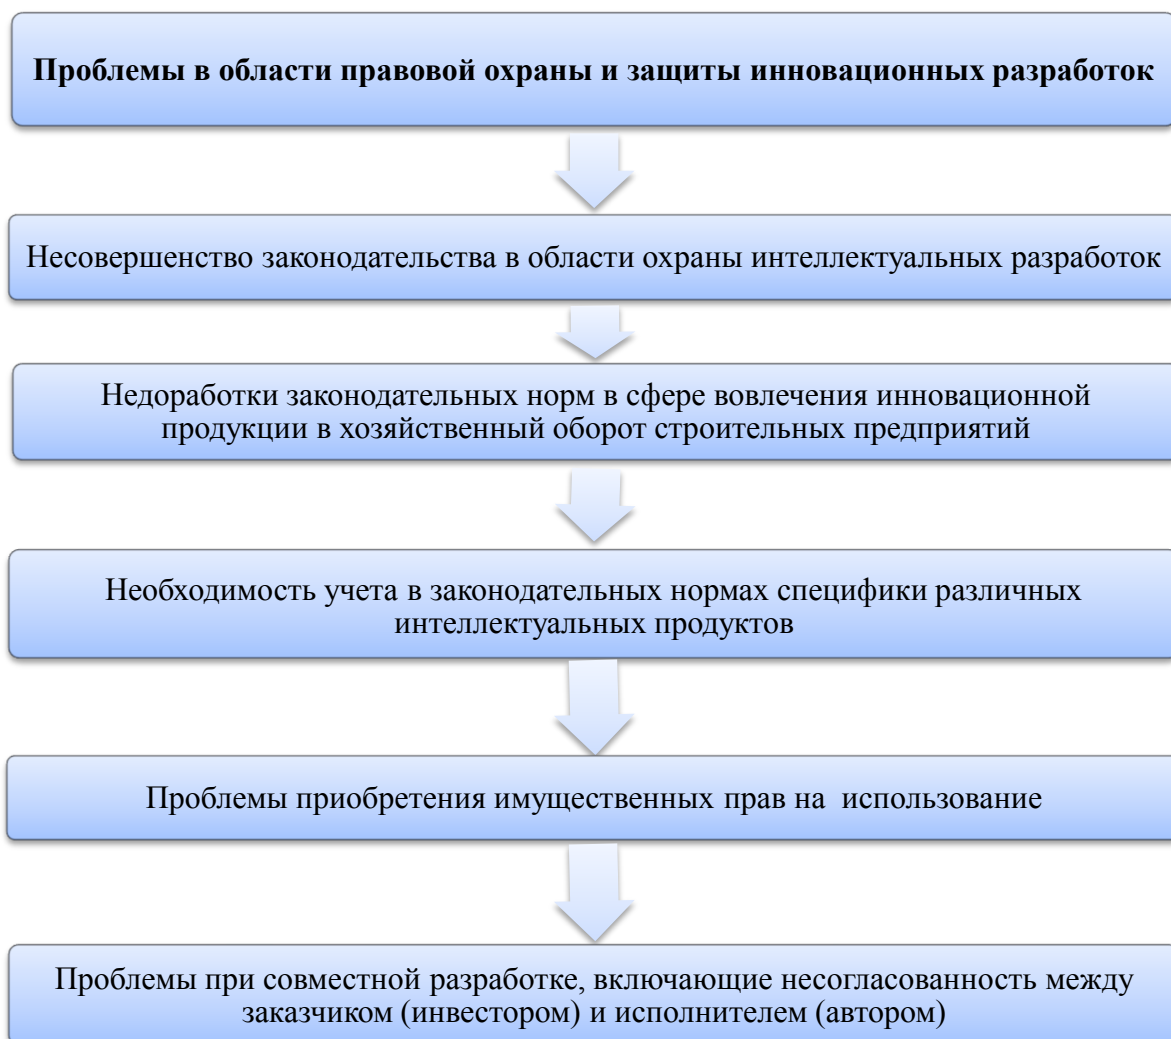 Проблемы в области правовой охраны и защиты инновационных разработок
Несовершенство законодательства в области охраны интеллектуальных разработок
Недоработки законодательных норм в сфере вовлечения инновационной
продукции в хозяйственный оборот строительных предприятий
Необходимость учета в законодательных нормах специфики различных
интеллектуальных продуктов
Проблемы приобретения имущественных прав на использование
Проблемы при совместной разработке, включающие несогласованность между
заказчиком (инвестором) и исполнителем (автором)